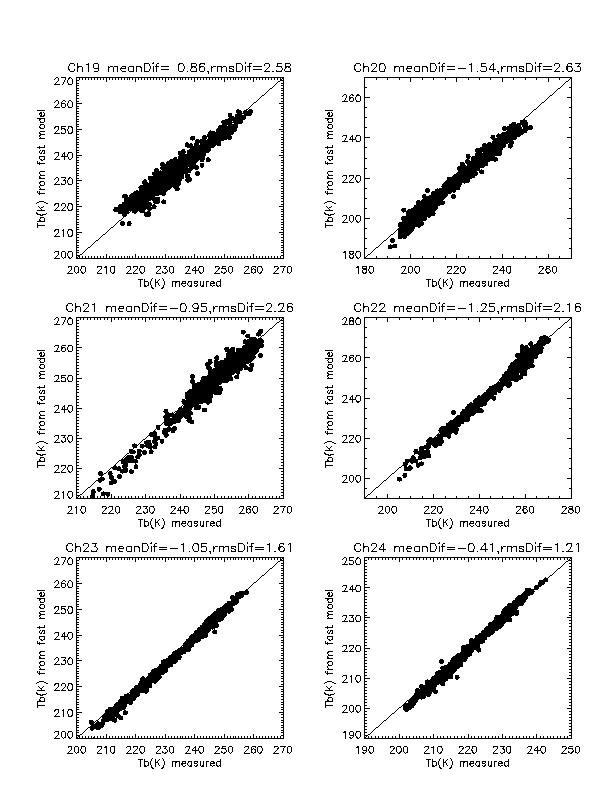 Ch19 meanDif= 0.86,rmsDif=2.58
270
260
250
240
230
220
210
200
Tb(K) from fast model
200 210 220 230 240 250 260 270
Tb(K) measured
Ch20 meanDif=-1.54,rmsDif=2.63
260
240
220
200
180
Tb(K) from fast model
180 200 220 240 260
Tb(K) measured
Ch21 meanDif=-0.95,rmsDif=2.26
270
260
250
240
230
220
210
Tb(K) from fast model
210 220 230 240 250 260 270
Tb(K) measured
Ch22 meanDif=-1.25,rmsDif=2.16
280
260
240
220
200
Tb(K) from fast model
200 220 240 260 280
Tb(K) measured
Ch23 meanDif=-1.05,rmsDif=1.61
270
260
250
240
230
220
210
200
Tb(K) from fast model
200 210 220 230 240 250 260 270
Tb(K) measured
Ch24 meanDif=-0.41,rmsDif=1.21
250
240
230
220
210
200
190
Tb(K) from fast model
190 200 210 220 230 240 250
Tb(K) measured